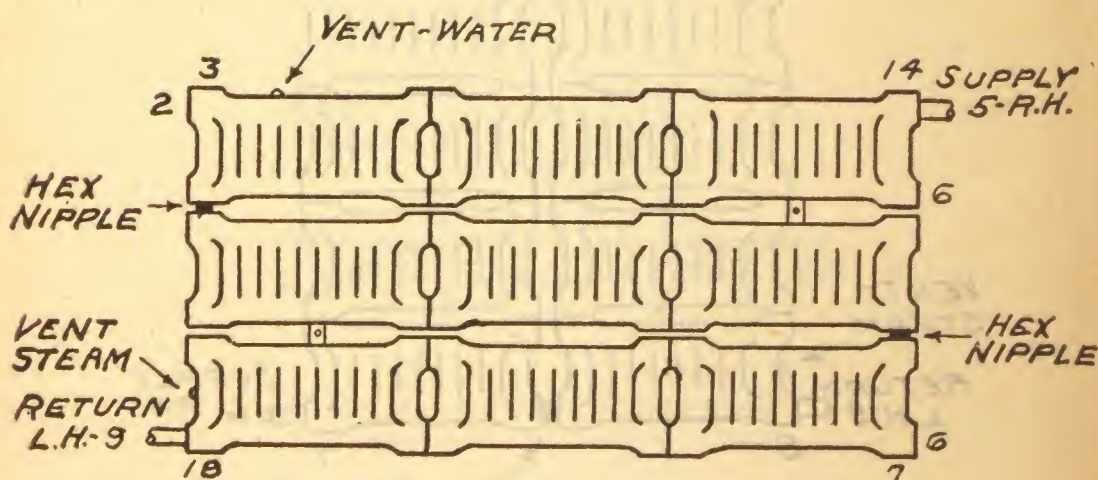 VENT-WATER
3
14
SUPPLY
2
5-R.H.
HEX
NIPPLE
6
VENT
STEAM
HEX
NIPPLE
RETURN
L.H.-9
6
18
7